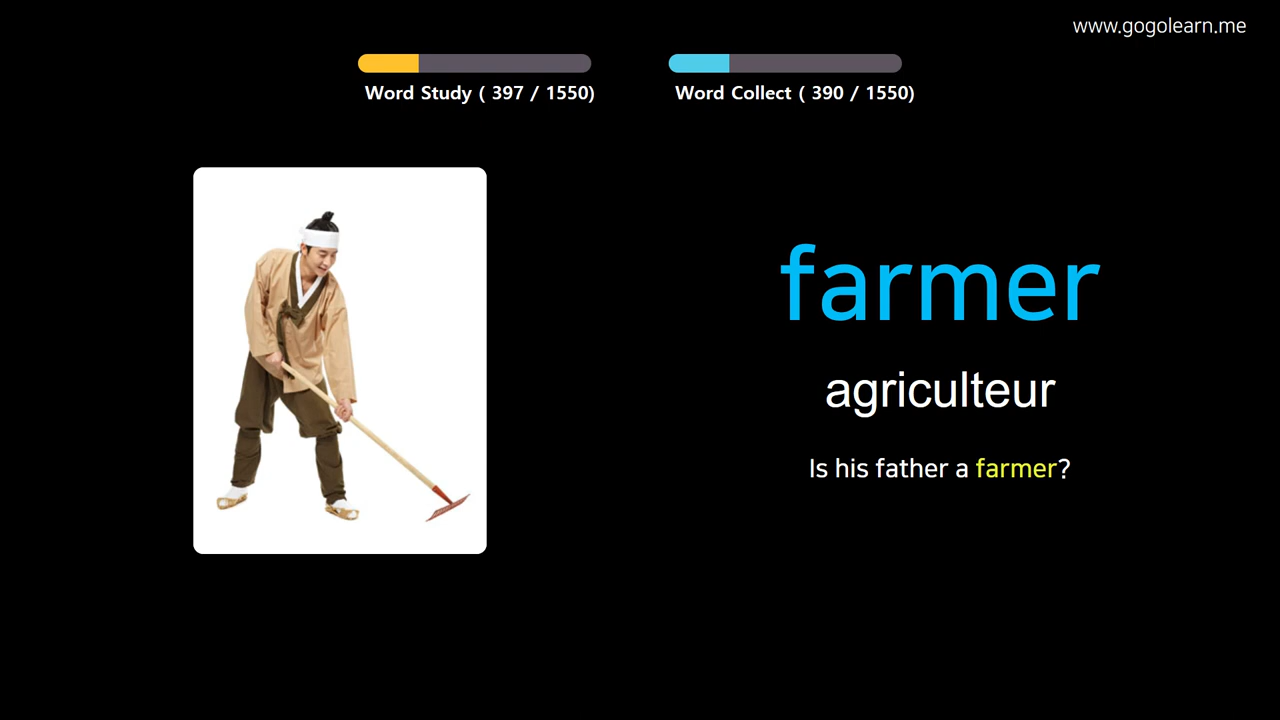 www.gogolearn.me
Word Study ( 397 / 1550)
Word Collect ( 390 / 1550)
farmer
agriculteur
Is his father a farmer?